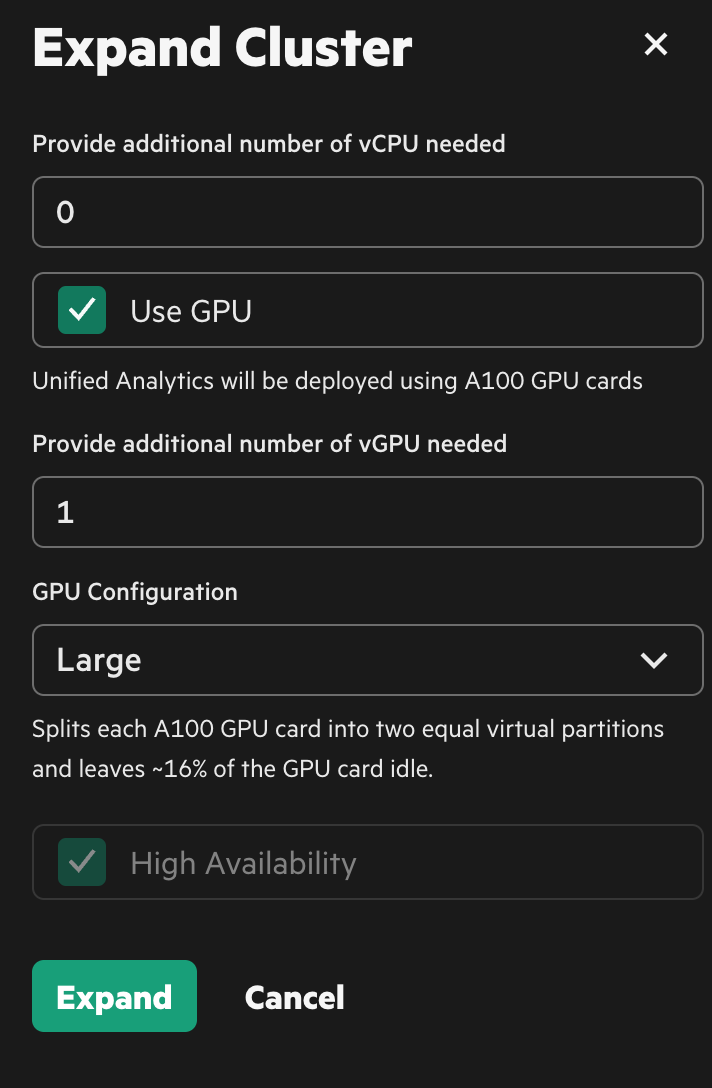 Expand Cluster
Provide additional number of vCPU needed
0
Use GPU
Unified Analytics will be deployed using A100 GPU cards
Provide additional number of vGPU needed
1
GPU Configuration
Large
Splits each A100 GPU card into two equal virtual partitions
and leaves ~16% of the GPU card idle.
High Availability
Expand Cancel